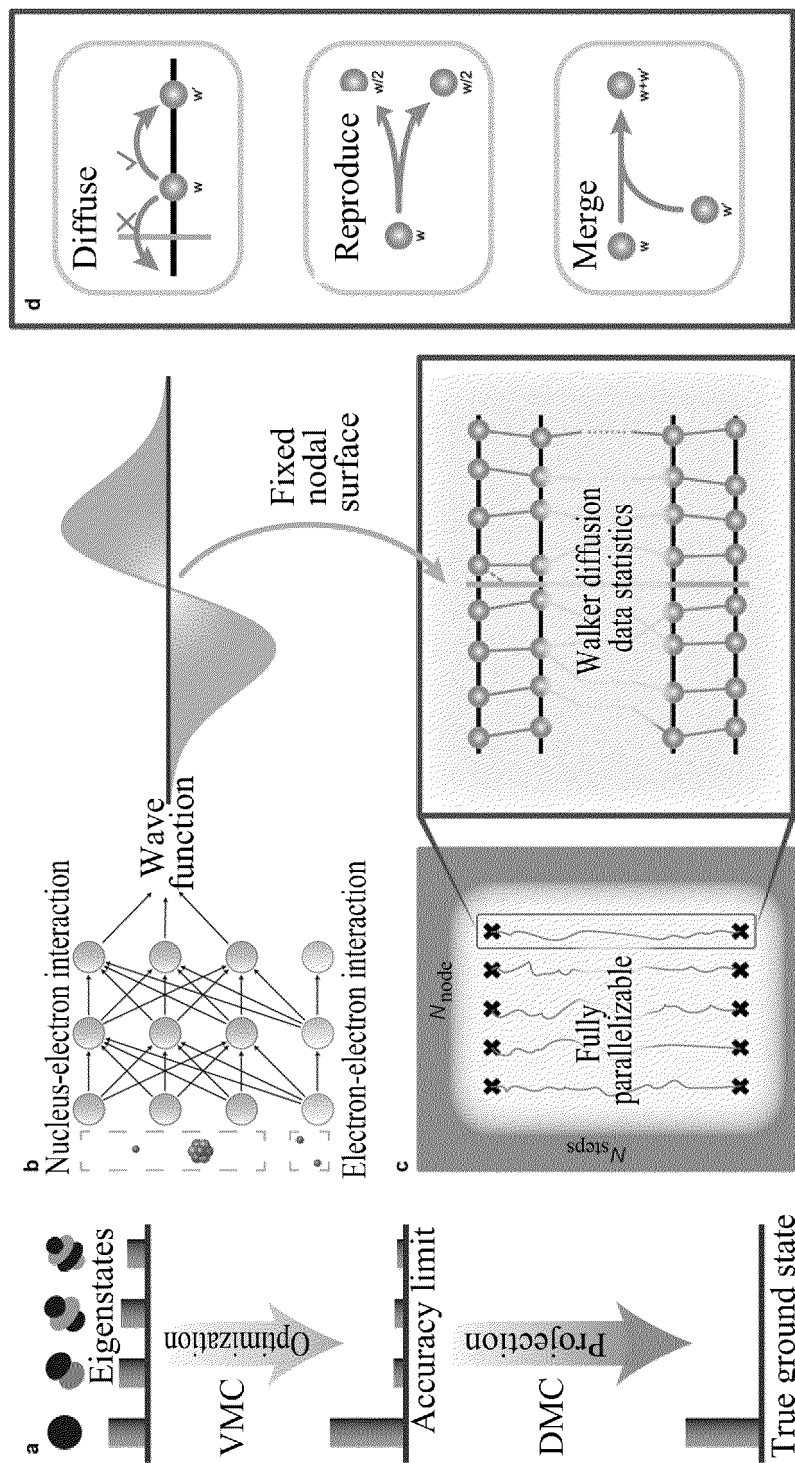 a
Eigenstates
VMC
Optimization
Accuracy limit
DMC
Projection
True ground state
b
Nucleus-electron interaction
Electron-electron interaction
Wave
function
Fixed
nodal
surface
c
N_node
N_steps
Fully
parallelizable
Walker diffusion
data statistics
d
Diffuse
w
w'
Reproduce
w
w/2
w/2
Merge
w
w'
w+w'